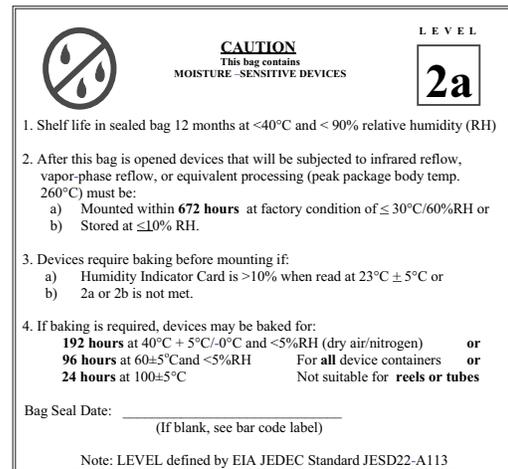 LEVEL
CAUTION
This bag contains
MOISTURE –SENSITIVE DEVICES
2a
1. Shelf life in sealed bag 12 months at <40°C and < 90% relative humidity (RH)
2. After this bag is opened devices that will be subjected to infrared reflow,
vapor-phase reflow, or equivalent processing (peak package body temp.
260°C) must be:
a) Mounted within 672 hours at factory condition of ≤ 30°C/60%RH or
b) Stored at ≤10% RH.
3. Devices require baking before mounting if:
a) Humidity Indicator Card is >10% when read at 23°C ± 5°C or
b) 2a or 2b is not met.
4. If baking is required, devices may be baked for:
192 hours at 40°C + 5°C/-0°C and <5%RH (dry air/nitrogen) or
96 hours at 60±5°Cand <5%RH For all device containers or
24 hours at 100±5°C Not suitable for reels or tubes
Bag Seal Date: ____________________
(If blank, see bar code label)
Note: LEVEL defined by EIA JEDEC Standard JESD22-A113